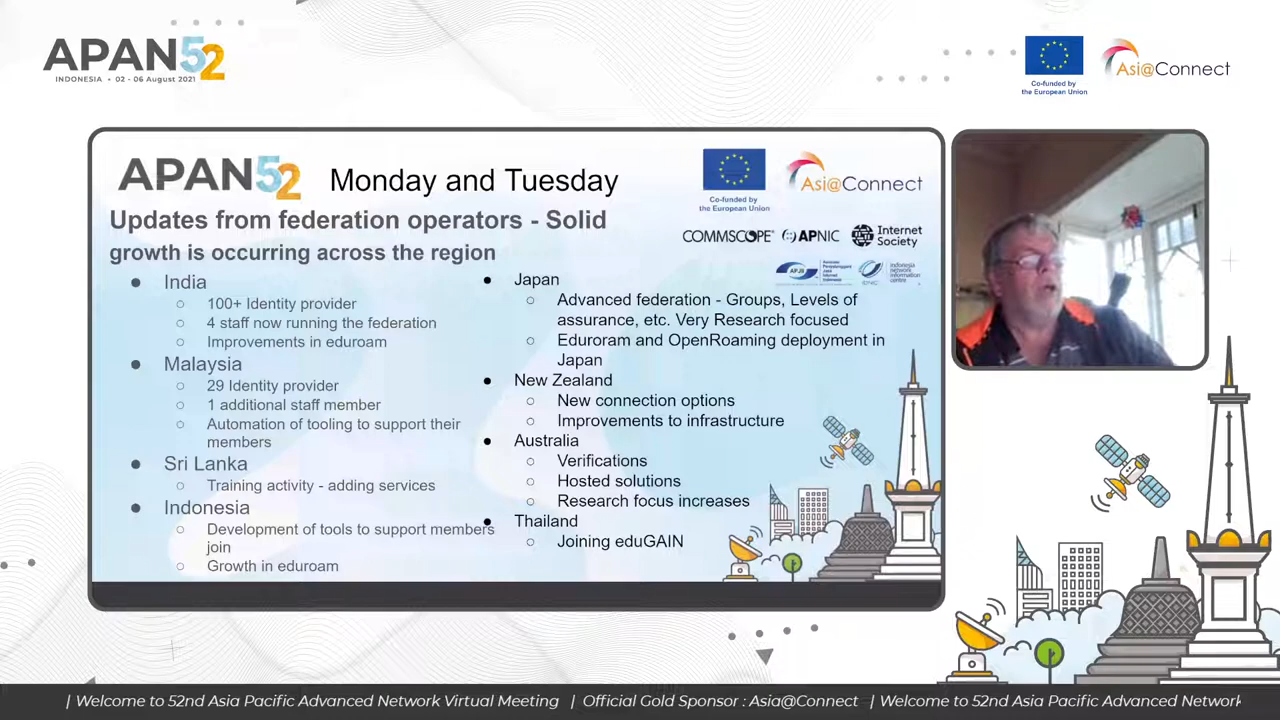 APAN52
INDONESIA • 02 - 06 August 2021
Co-funded by
the European Union
Asi@Connect
APAN52
Monday and Tuesday
Co-funded by
the European Union
Asi@Connect
COMMSCOPE®
APNIC
Internet
Society
APJII
IDNIC
indonesia
network
information
centre
Updates from federation operators - Solid
growth is occurring across the region
● India
○ 100+ Identity provider
○ 4 staff now running the federation
○ Improvements in eduroam
● Malaysia
○ 29 Identity provider
○ 1 additional staff member
○ Automation of tooling to support their
members
● Sri Lanka
○ Training activity - adding services
● Indonesia
○ Development of tools to support members
join
○ Growth in eduroam
● Japan
○ Advanced federation - Groups, Levels of
assurance, etc. Very Research focused
○ Eduroram and OpenRoaming deployment in
Japan
● New Zealand
○ New connection options
○ Improvements to infrastructure
● Australia
○ Verifications
○ Hosted solutions
○ Research focus increases
● Thailand
○ Joining eduGAIN
| Welcome to 52nd Asia Pacific Advanced Network Virtual Meeting | Official Gold Sponsor : Asia@Connect | Welcome to 52nd Asia Pacific Advanced Network